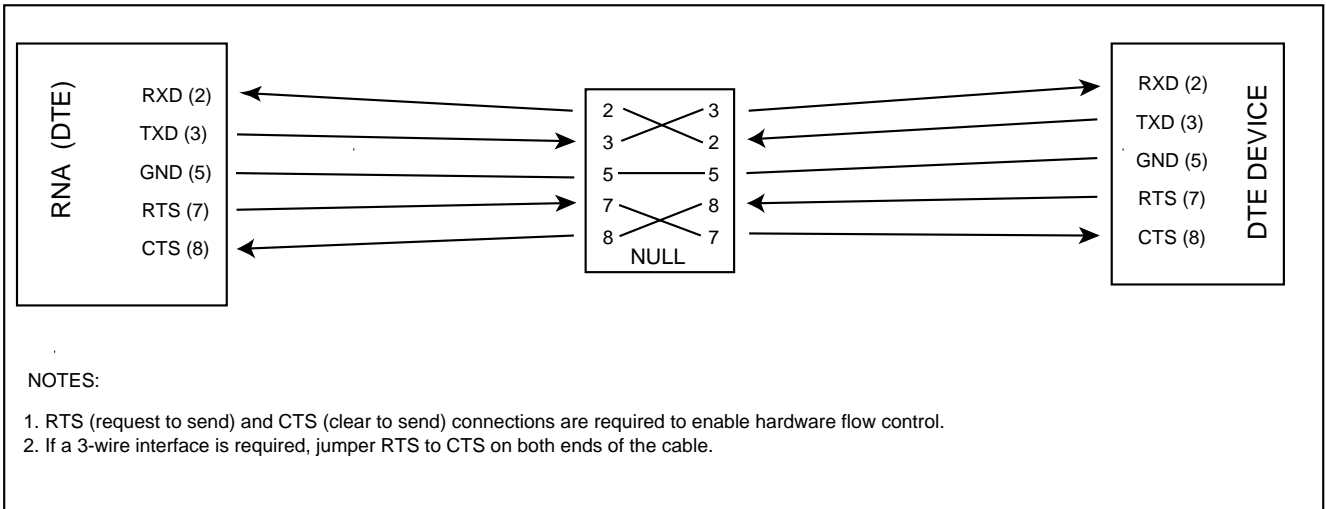 RNA (DTE)
RXD (2)
TXD (3)
GND (5)
RTS (7)
CTS (8)
2 3
3 2
5 5
7 8
8 7
NULL
RXD (2)
TXD (3)
GND (5)
RTS (7)
CTS (8)
DTE DEVICE
NOTES:
1. RTS (request to send) and CTS (clear to send) connections are required to enable hardware flow control.
2. If a 3-wire interface is required, jumper RTS to CTS on both ends of the cable.